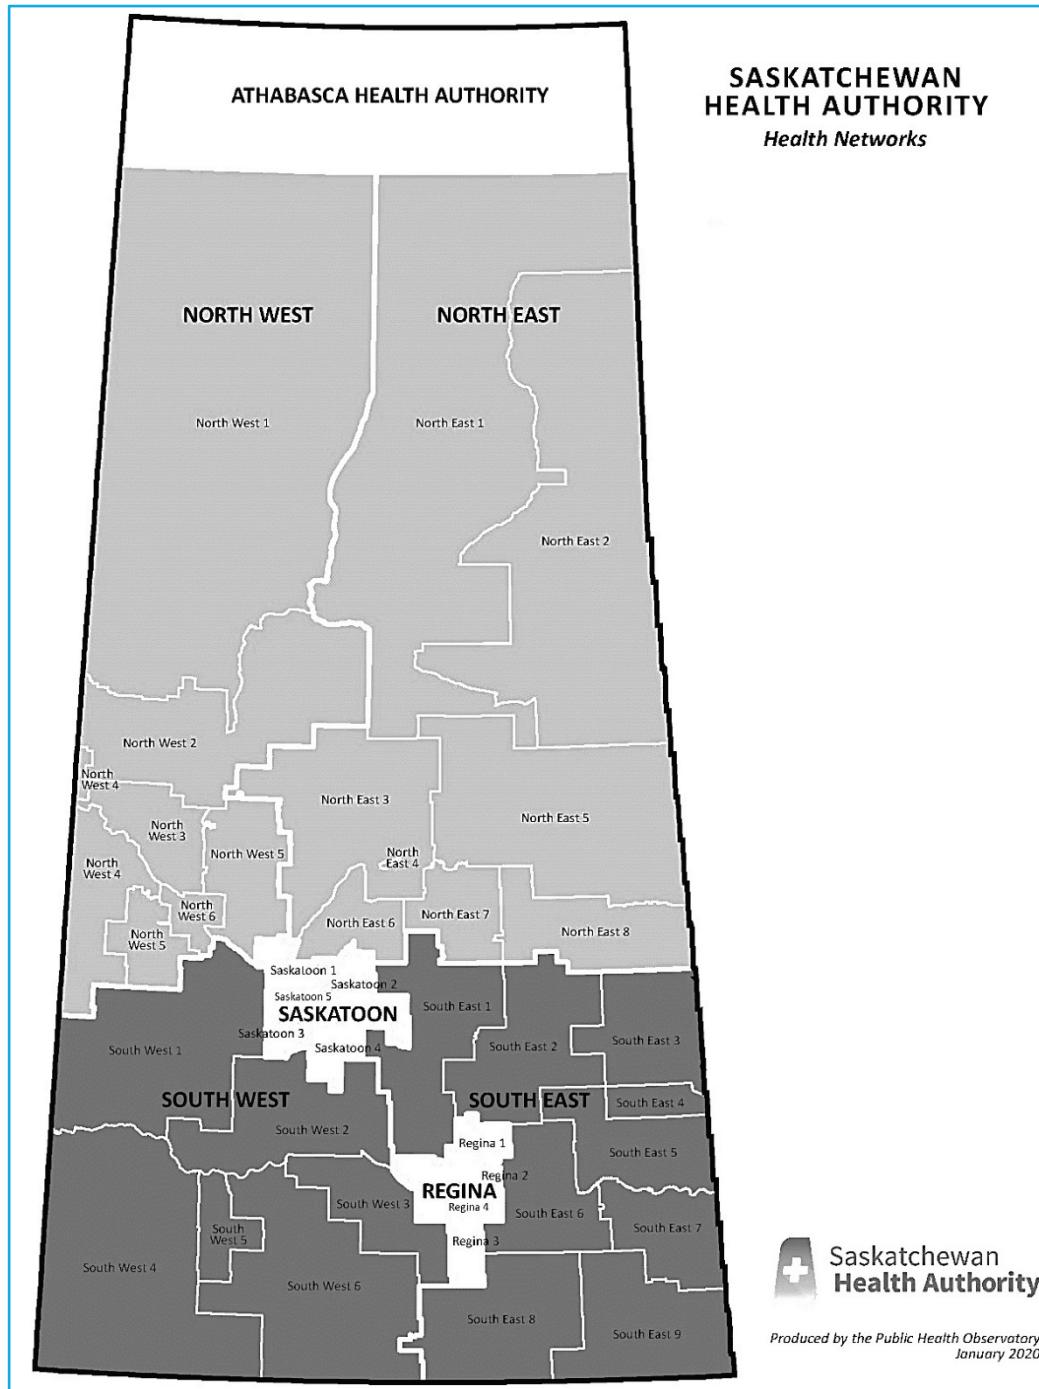 ATHABASCA HEALTH AUTHORITY
SASKATCHEWAN
HEALTH AUTHORITY
Health Networks
NORTH WEST
NORTH EAST
North West 1
North East 1
North East 2
North West 2
North
West 4
North East 3
North East 5
North
West 3
North West 5
North
East 4
North
West 4
North
West 6
North East 6
North East 7
North East 8
North
West 5
Saskatoon 1
Saskatoon 2
Saskatoon 5
SASKATOON
South East 1
Saskatoon 3
Saskatoon 4
South West 1
South East 2
South East 3
SOUTH WEST
SOUTH EAST
South East 4
South West 2
Regina 1
South East 5
Regina 2
REGINA
South West 3
Regina 4
South East 6
South East 7
South
West 5
Regina 3
South West 4
South West 6
South East 8
South East 9
Saskatchewan
Health Authority
Produced by the Public Health Observatory
January 2020